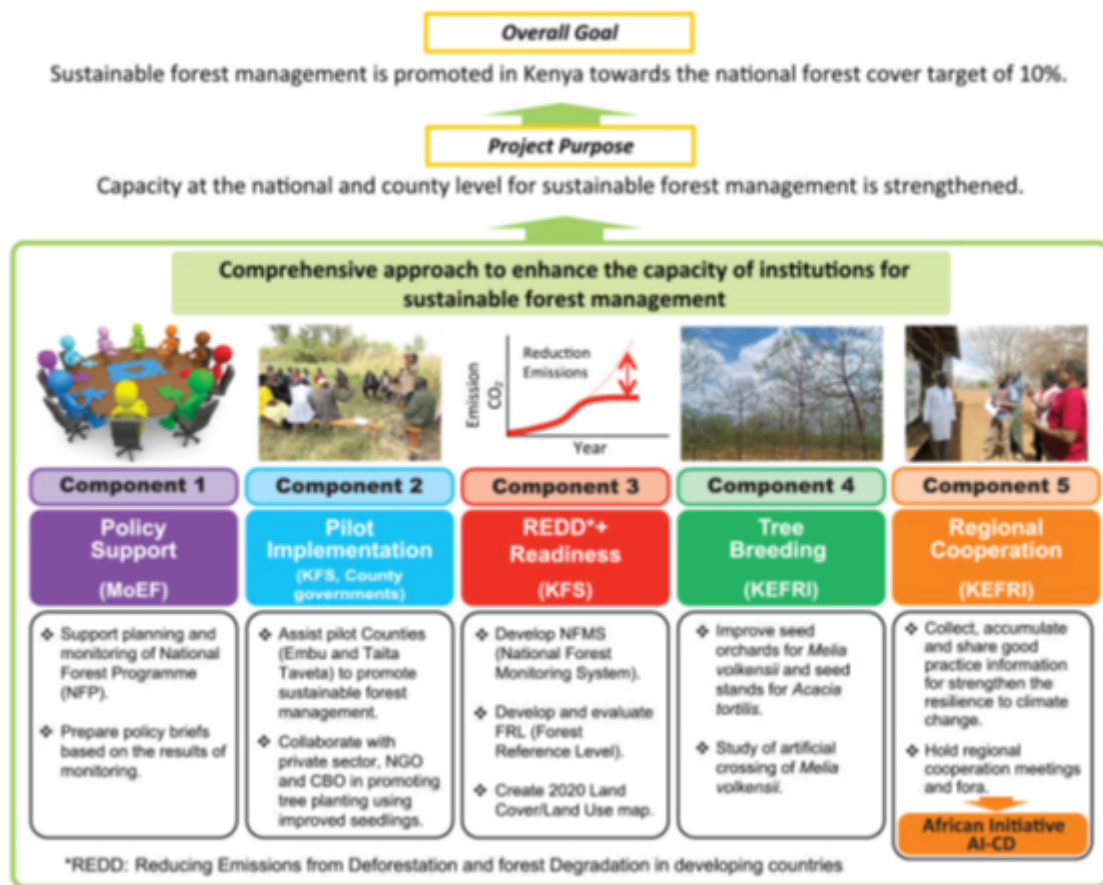 Overall Goal
Sustainable forest management is promoted in Kenya towards the national forest cover target of 10%.
Project Purpose
Capacity at the national and county level for sustainable forest management is strengthened.
Comprehensive approach to enhance the capacity of institutions for
sustainable forest management
Emission
CO₂
Reduction
Emissions
Year
Component 1
Policy
Support
(MoEF)
❖ Support planning and
monitoring of National
Forest Programme
(NFP).
❖ Prepare policy briefs
based on the results of
monitoring.
Component 2
Pilot
Implementation
(KFS, County
governments)
❖ Assist pilot Counties
(Embu and Taita
Taveta) to promote
sustainable forest
management.
❖ Collaborate with
private sector, NGO
and CBO in promoting
tree planting using
improved seedlings.
Component 3
REDD*+
Readiness
(KFS)
❖ Develop NFMS
(National Forest
Monitoring System).
❖ Develop and evaluate
FRL (Forest
Reference Level).
❖ Create 2020 Land
Cover/Land Use map.
Component 4
Tree
Breeding
(KEFRI)
❖ Improve seed
orchards for Melia
volkensii and seed
stands for Acacia
tortilis.
❖ Study of artificial
crossing of Melia
volkensii.
Component 5
Regional
Cooperation
(KEFRI)
❖ Collect, accumulate
and share good
practice information
for strengthen the
resilience to climate
change.
❖ Hold regional
cooperation meetings
and fora.
African Initiative
AI-CD
*REDD: Reducing Emissions from Deforestation and forest Degradation in developing countries